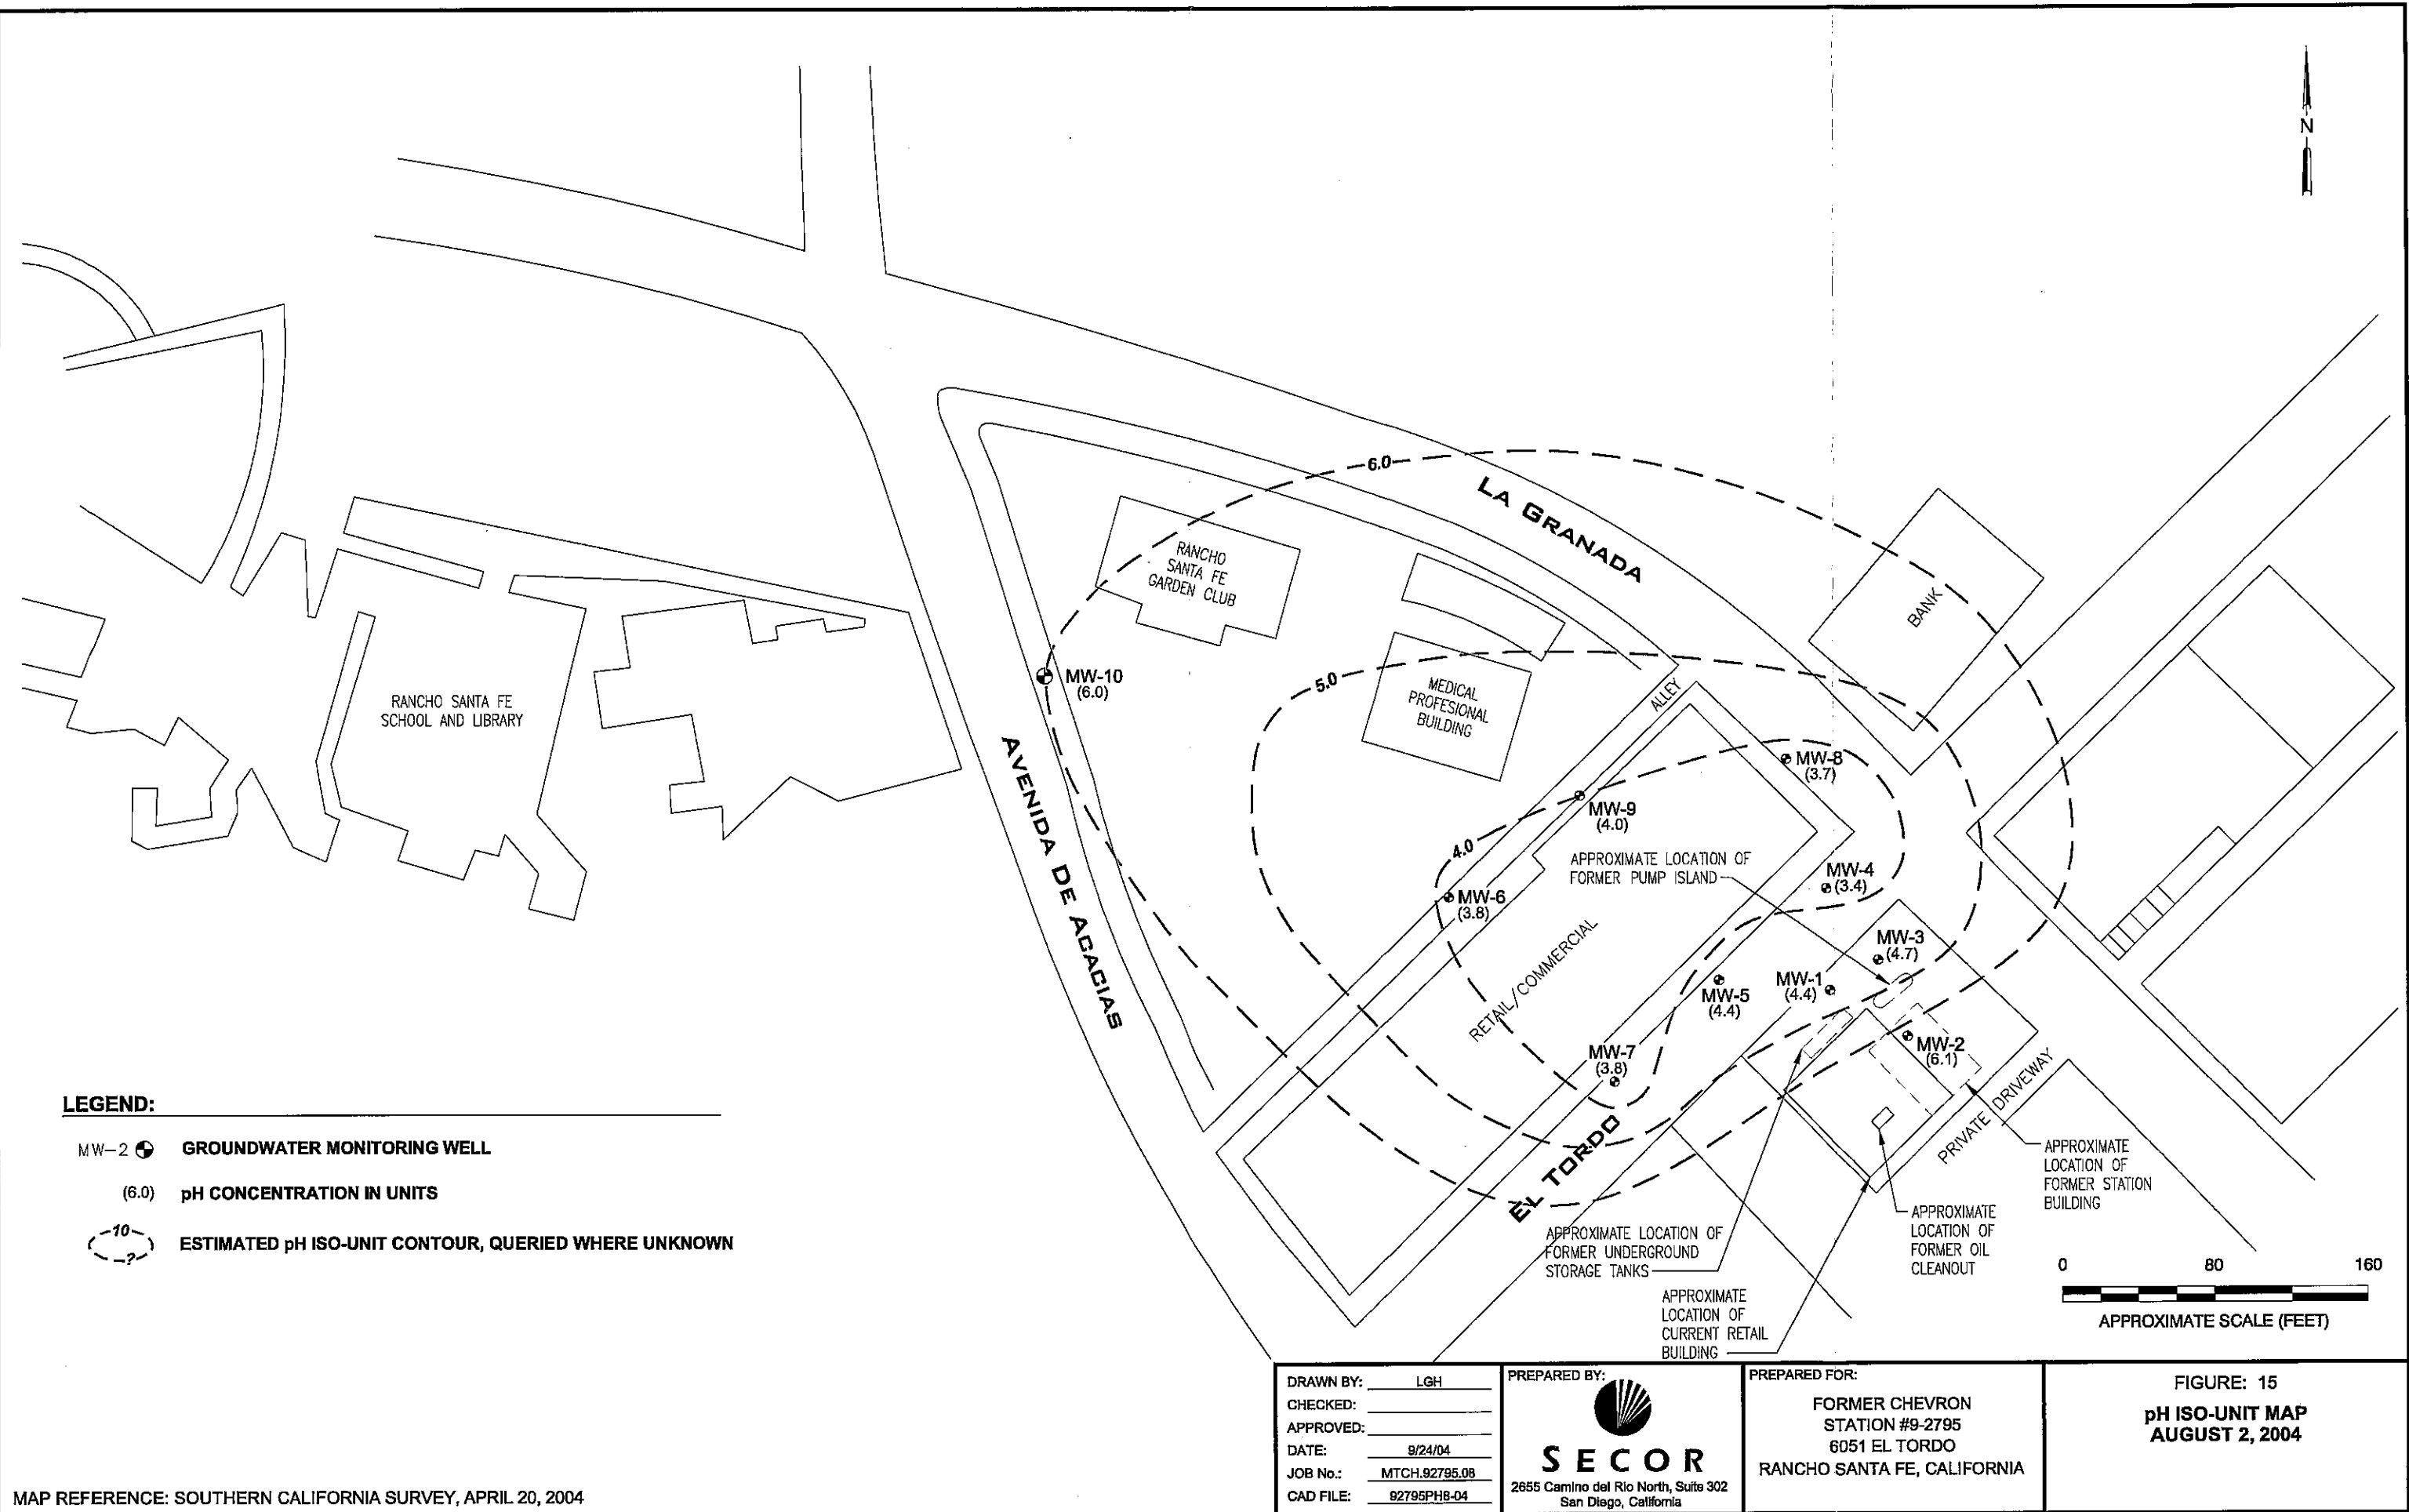 N
6.0
LA GRANADA
RANCHO
SANTA FE
GARDEN CLUB
BANK
MW-10
(6.0)
5.0
MEDICAL
PROFESIONAL
BUILDING
ALLEY
RANCHO SANTA FE
SCHOOL AND LIBRARY
AVENIDA DE ACACIAS
MW-8
(3.7)
MW-9
(4.0)
4.0
APPROXIMATE LOCATION OF
FORMER PUMP ISLAND
MW-4
(3.4)
MW-6
(3.8)
RETAIL/COMMERCIAL
MW-3
(4.7)
MW-1
(4.4)
MW-5
(4.4)
MW-2
(6.1)
MW-7
(3.8)
EL TORDO
PRIVATE DRIVEWAY
APPROXIMATE
LOCATION OF
FORMER STATION
BUILDING
APPROXIMATE
LOCATION OF
FORMER OIL
CLEANOUT
APPROXIMATE LOCATION OF
FORMER UNDERGROUND
STORAGE TANKS
APPROXIMATE
LOCATION OF
CURRENT RETAIL
BUILDING
LEGEND:
MW-2 GROUNDWATER MONITORING WELL
(6.0) pH CONCENTRATION IN UNITS
10 ? ESTIMATED pH ISO-UNIT CONTOUR, QUERIED WHERE UNKNOWN
0 80 160
APPROXIMATE SCALE (FEET)
DRAWN BY: LGH
CHECKED:
APPROVED:
DATE: 9/24/04
JOB No.: MTCH.92795.08
CAD FILE: 92795PHB-04
PREPARED BY:
SECOR
2655 Camino del Rio North, Suite 302
San Diego, California
PREPARED FOR:
FORMER CHEVRON
STATION #9-2795
6051 EL TORDO
RANCHO SANTA FE, CALIFORNIA
FIGURE: 15
pH ISO-UNIT MAP
AUGUST 2, 2004
MAP REFERENCE: SOUTHERN CALIFORNIA SURVEY, APRIL 20, 2004